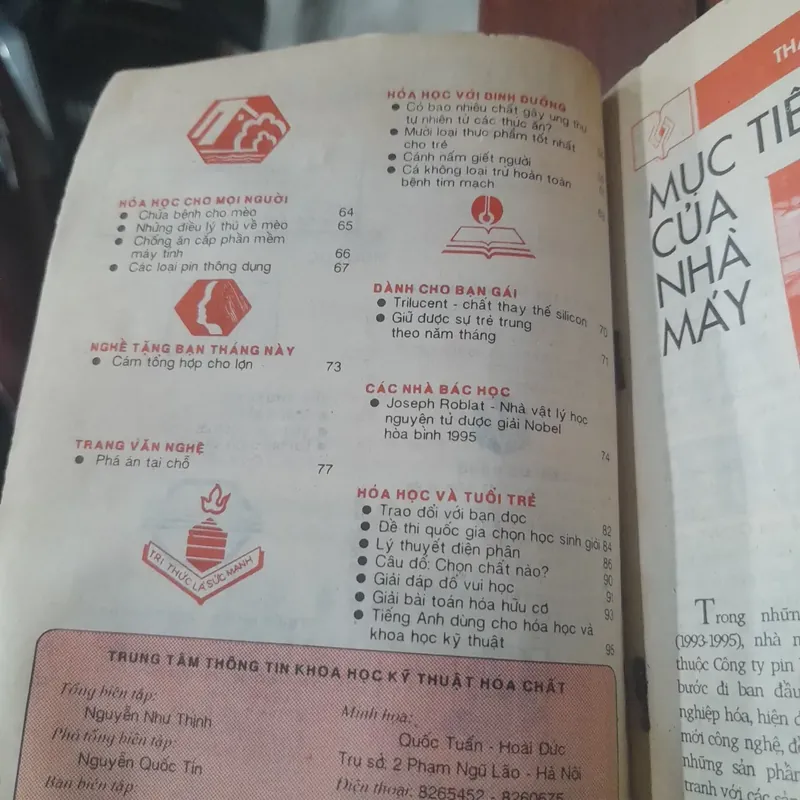 HÓA HỌC CHO MỌI NGƯỜI
● Chữa bệnh cho mèo 64
● Những điều lý thú về mèo 65
● Chống ăn cắp phần mềm
máy tính 66
● Các loại pin thông dụng 67
NGHỀ TẶNG BẠN THÁNG NÀY
● Cám tổng hợp cho lợn 73
TRANG VĂN NGHỆ
● Phá án tại chỗ 77
TRI THỨC LÀ SỨC MẠNH
HÓA HỌC VỚI DINH DƯỠNG
● Có bao nhiêu chất gây ung thư
tự nhiên từ các thức ăn?
● Mười loại thực phẩm tốt nhất
cho trẻ
● Cánh nấm giết người
● Cá không loại trừ hoàn toàn
bệnh tim mạch
DÀNH CHO BẠN GÁI
● Trilucent - chất thay thế silicon 70
● Giữ được sự trẻ trung
theo năm tháng 71
CÁC NHÀ BÁC HỌC
● Joseph Roblat - Nhà vật lý học
nguyên tử được giải Nobel
hòa bình 1995 74
HÓA HỌC VÀ TUỔI TRẺ
● Trao đổi với bạn đọc 82
● Đề thi quốc gia chọn học sinh giỏi 84
● Lý thuyết điện phân 86
● Câu đố: Chọn chất nào? 90
● Giải đáp đố vui học 91
● Giải bài toán hóa hữu cơ 93
● Tiếng Anh dùng cho hóa học và
khoa học kỹ thuật 95
TRUNG TÂM THÔNG TIN KHOA HỌC KỸ THUẬT HÓA CHẤT
Tổng biên tập:
Nguyễn Như Thịnh
Phó tổng biên tập:
Nguyễn Quốc Tín
Ban biên tập:
Minh hoạ:
Quốc Tuấn - Hoài Đức
Trụ sở: 2 Phạm Ngũ Lão - Hà Nội
Điện thoại: 8265452 - 8260675
MỤC TIÊ
CỦA
NHÀ
MÁY
Trong nhữn
(1993-1995), nhà m
thuộc Công ty pin
bước đi ban đầu
nghiệp hóa, hiện đ
mới công nghệ, đ
những sản phẩ
tranh với các